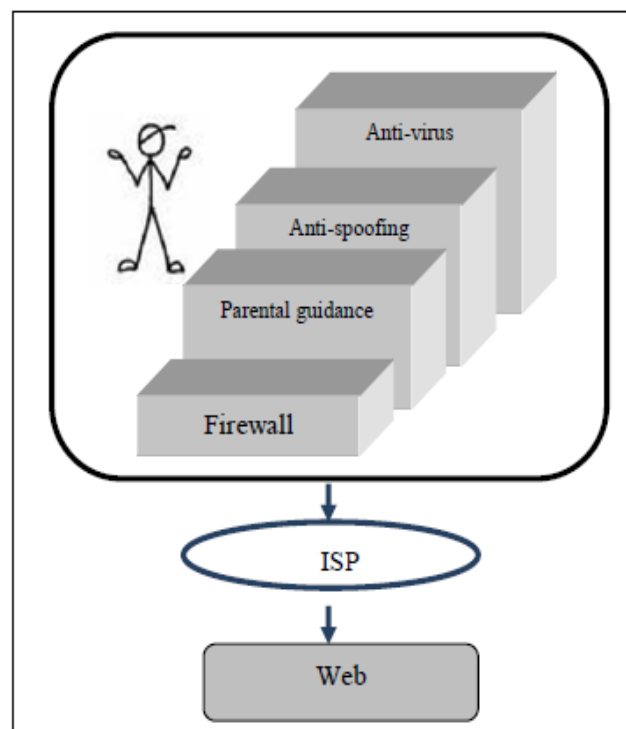 Anti-virus
Anti-spoofing
Parental guidance
Firewall
ISP
Web